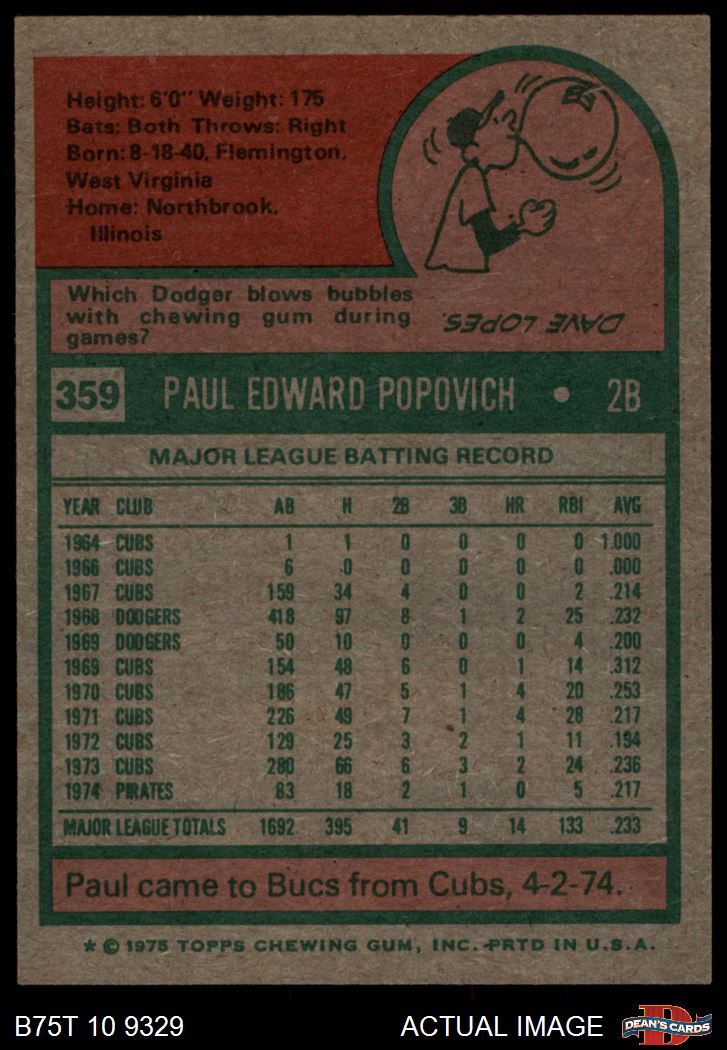 Height: 6'0" Weight: 175
Bats: Both Throws: Right
Born: 8-18-40, Flemington,
West Virginia
Home: Northbrook,
Illinois
Which Dodger blows bubbles
with chewing gum during
games?
DAVE LOPES.
359 PAUL EDWARD POPOVICH • 2B
MAJOR LEAGUE BATTING RECORD
YEAR CLUB AB H 2B 3B HR RBI AVG
1964 CUBS 1 1 0 0 0 0 1.000
1966 CUBS 6 0 0 0 0 0 .000
1967 CUBS 159 34 4 0 0 2 .214
1968 DODGERS 418 97 8 1 2 25 .232
1969 DODGERS 50 10 0 0 0 4 .200
1969 CUBS 154 48 6 0 1 14 .312
1970 CUBS 186 47 5 1 4 20 .253
1971 CUBS 226 49 7 1 4 28 .217
1972 CUBS 129 25 3 2 1 11 .194
1973 CUBS 280 66 6 3 2 24 .236
1974 PIRATES 83 18 2 1 0 5 .217
MAJOR LEAGUE TOTALS 1692 395 41 9 14 133 .233
Paul came to Bucs from Cubs, 4-2-74.
* © 1975 TOPPS CHEWING GUM, INC. PRTD IN U.S.A.
B75T 10 9329 ACTUAL IMAGE D DEAN'S CARDS